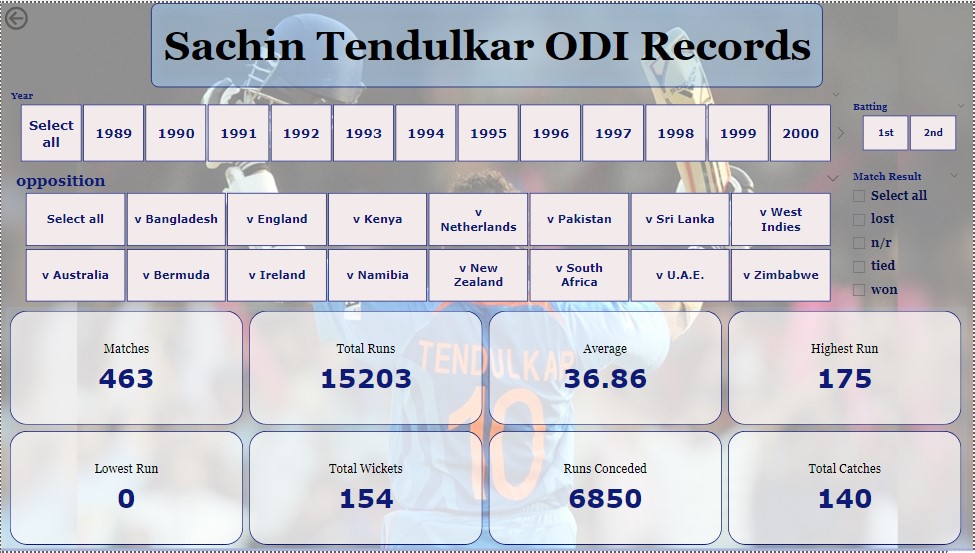 Sachin Tendulkar ODI Records
Year
Batting
Select all
1989
1990
1991
1992
1993
1994
1995
1996
1997
1998
1999
2000
1st
2nd
opposition
Match Result
Select all
v Bangladesh
v England
v Kenya
v
Netherlands
v Pakistan
v Sri Lanka
v West
Indies
v Australia
v Bermuda
v Ireland
v Namibia
v New
Zealand
v South
Africa
v U.A.E.
v Zimbabwe
Select all
lost
n/r
tied
won
TENDULKAR
10
Matches
463
Total Runs
15203
Average
36.86
Highest Run
175
Lowest Run
0
Total Wickets
154
Runs Conceded
6850
Total Catches
140